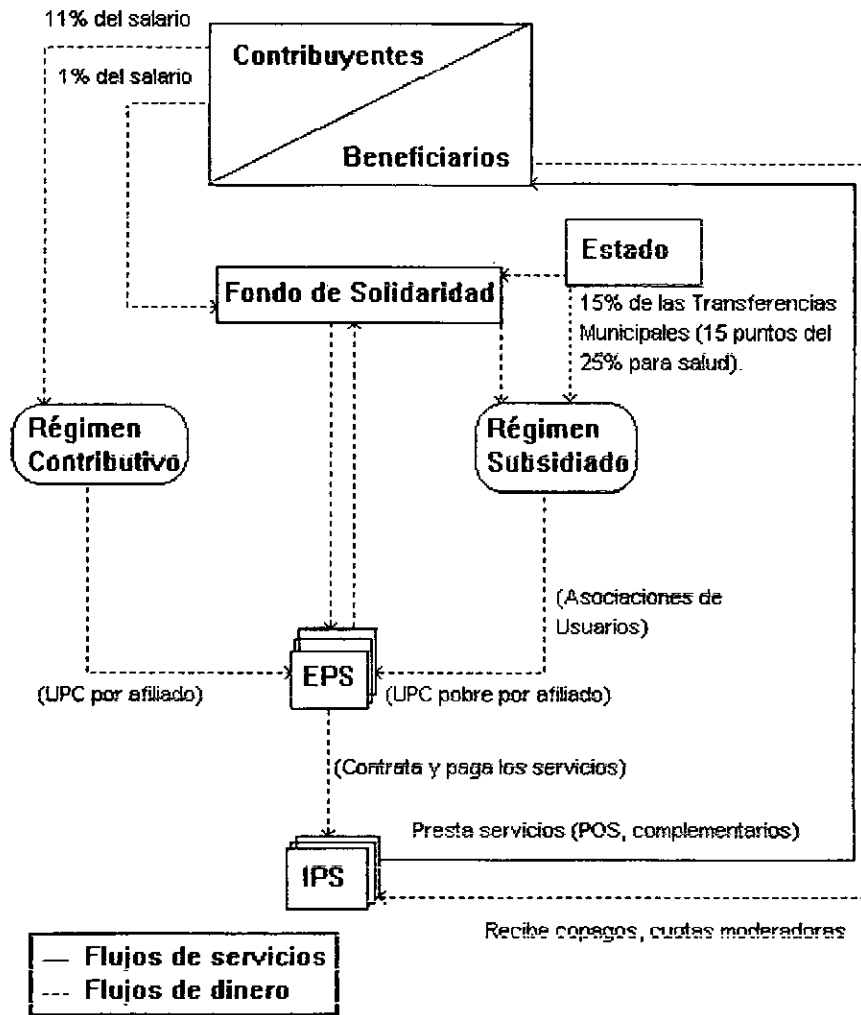 11% del salario
1% del salario
Contribuyentes
Beneficiarios
Estado
Fondo de Solidaridad
15% de las Transferencias
Municipales (15 puntos del
25% para salud).
Régimen
Contributivo
Régimen
Subsidiado
(Asociaciones de
Usuarios)
EPS
(UPC por afiliado)
(UPC pobre por afiliado)
(Contrata y paga los servicios)
Presta servicios (POS, complementarios)
IPS
Recibe copagos, cuotas moderadoras
Flujos de servicios
Flujos de dinero